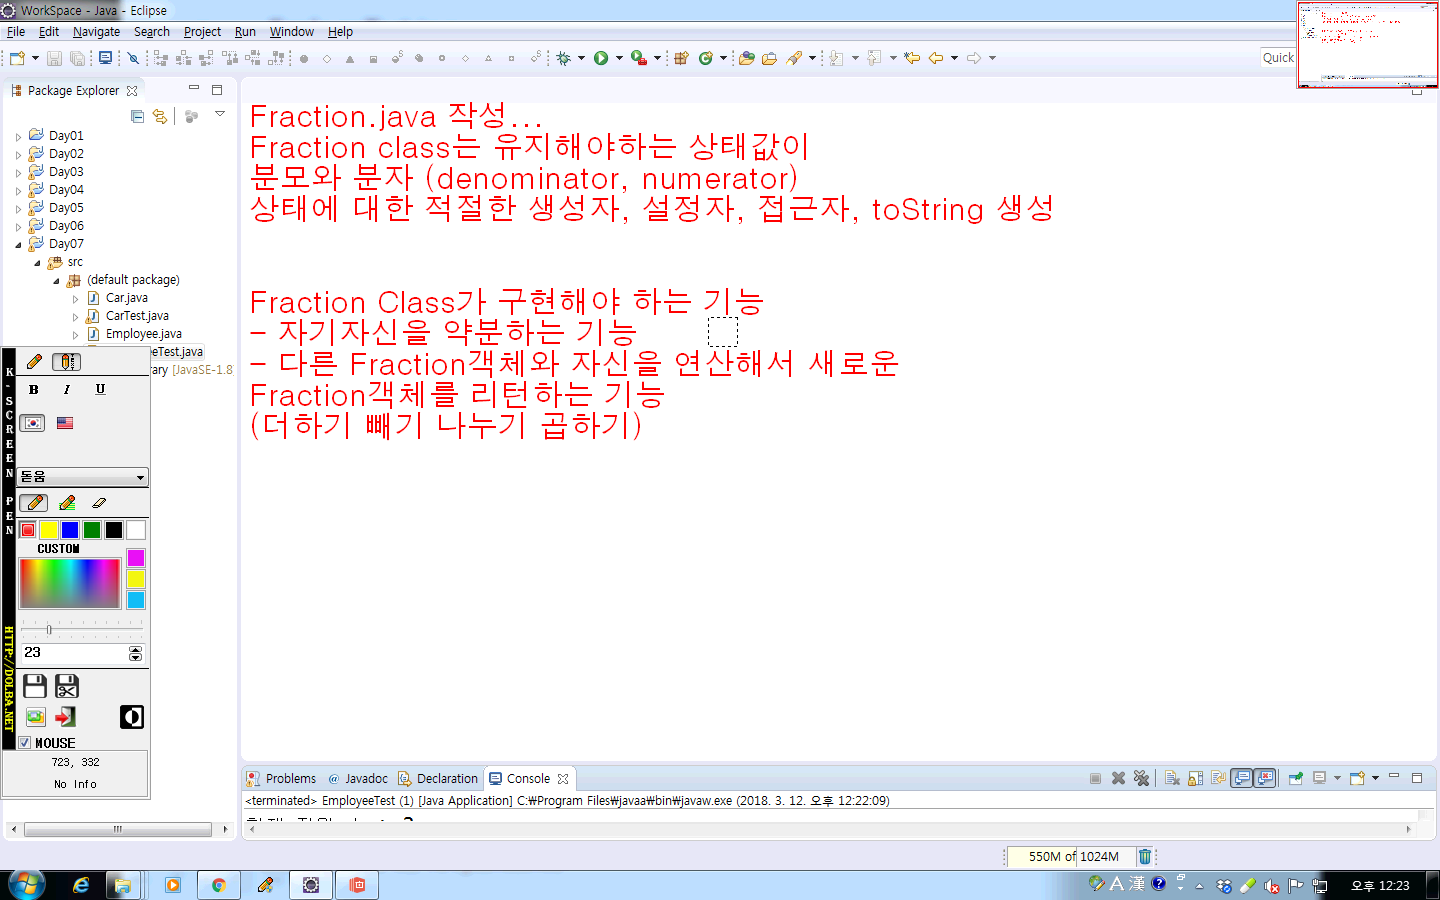 WorkSpace - Java - Eclipse
File Edit Navigate Search Project Run Window Help
Quick
Package Explorer
Day01
Day02
Day03
Day04
Day05
Day06
Day07
src
(default package)
Car.java
CarTest.java
Employee.java
eTest.java
rary [JavaSE-1.8
Fraction.java 작성...
Fraction class는 유지해야하는 상태값이
분모와 분자 (denominator, numerator)
상태에 대한 적절한 생성자, 설정자, 접근자, toString 생성
Fraction Class가 구현해야 하는 기능
- 자기자신을 약분하는 기능
- 다른 Fraction객체와 자신을 연산해서 새로운
Fraction객체를 리턴하는 기능
(더하기 빼기 나누기 곱하기)
K-SCREEN PEN
HTTP://DOLBA.NET
B I U
돋움
CUSTOM
23
MOUSE
723, 332
No Info
Problems Javadoc Declaration Console
<terminated> EmployeeTest (1) [Java Application] C:₩Program Files₩javaa₩bin₩javaw.exe (2018. 3. 12. 오후 12:22:09)
550M of 1024M
A 漢
오후 12:23